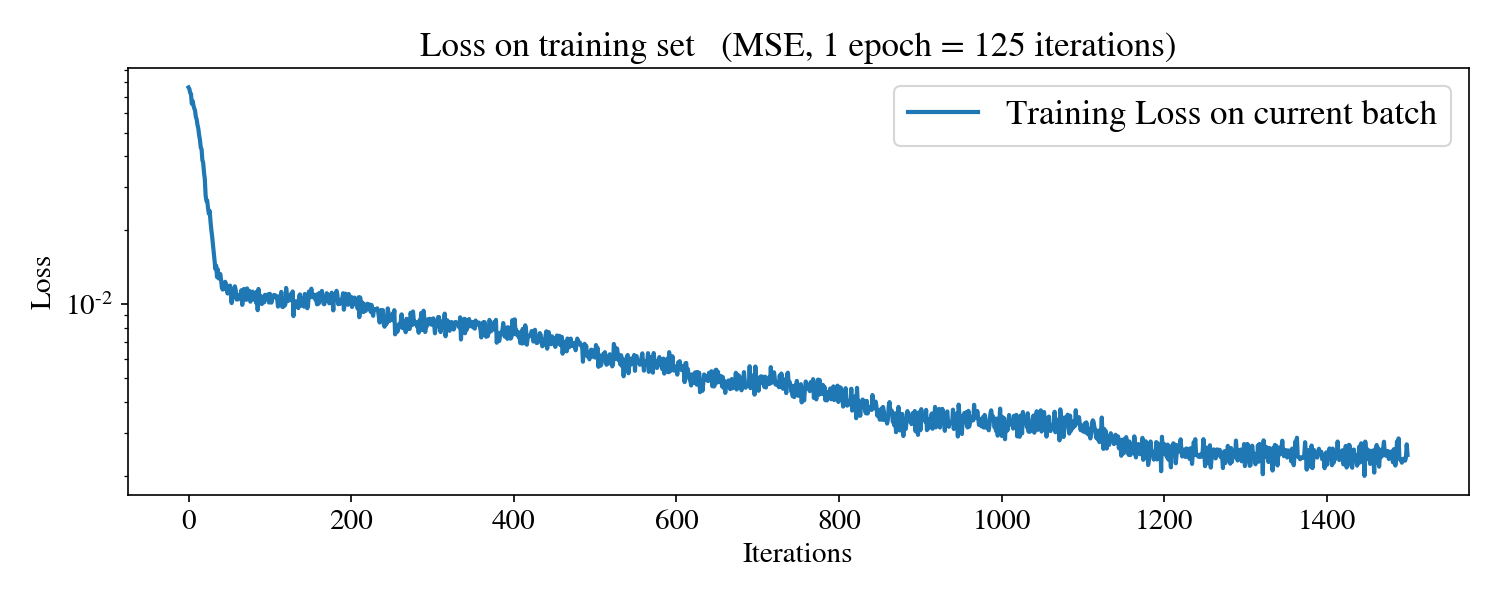 Loss on training set (MSE, 1 epoch = 125 iterations)
Training Loss on current batch
Loss
10⁻²
0 200 400 600 800 1000 1200 1400
Iterations